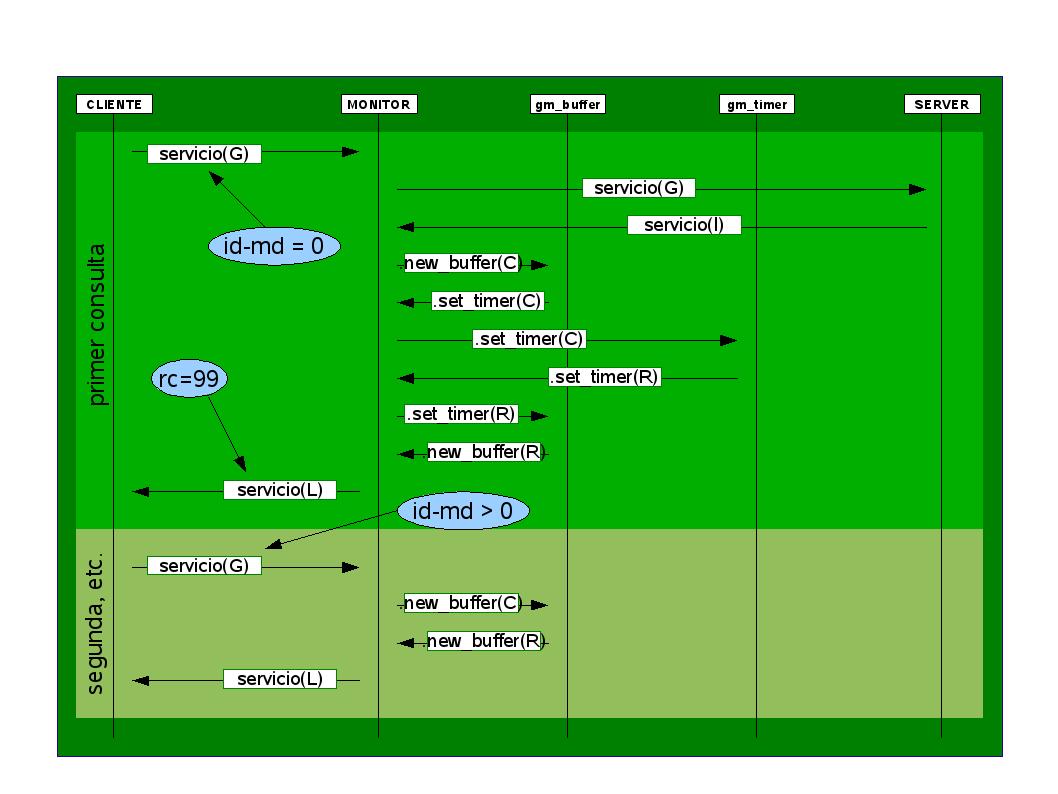 CLIENTE
MONITOR
gm_buffer
gm_timer
SERVER
primer consulta
servicio(G)
servicio(G)
servicio(I)
id-md = 0
.new_buffer(C)
.set_timer(C)
.set_timer(C)
rc=99
.set_timer(R)
.set_timer(R)
.new_buffer(R)
servicio(L)
id-md > 0
segunda, etc.
servicio(G)
.new_buffer(C)
.new_buffer(R)
servicio(L)